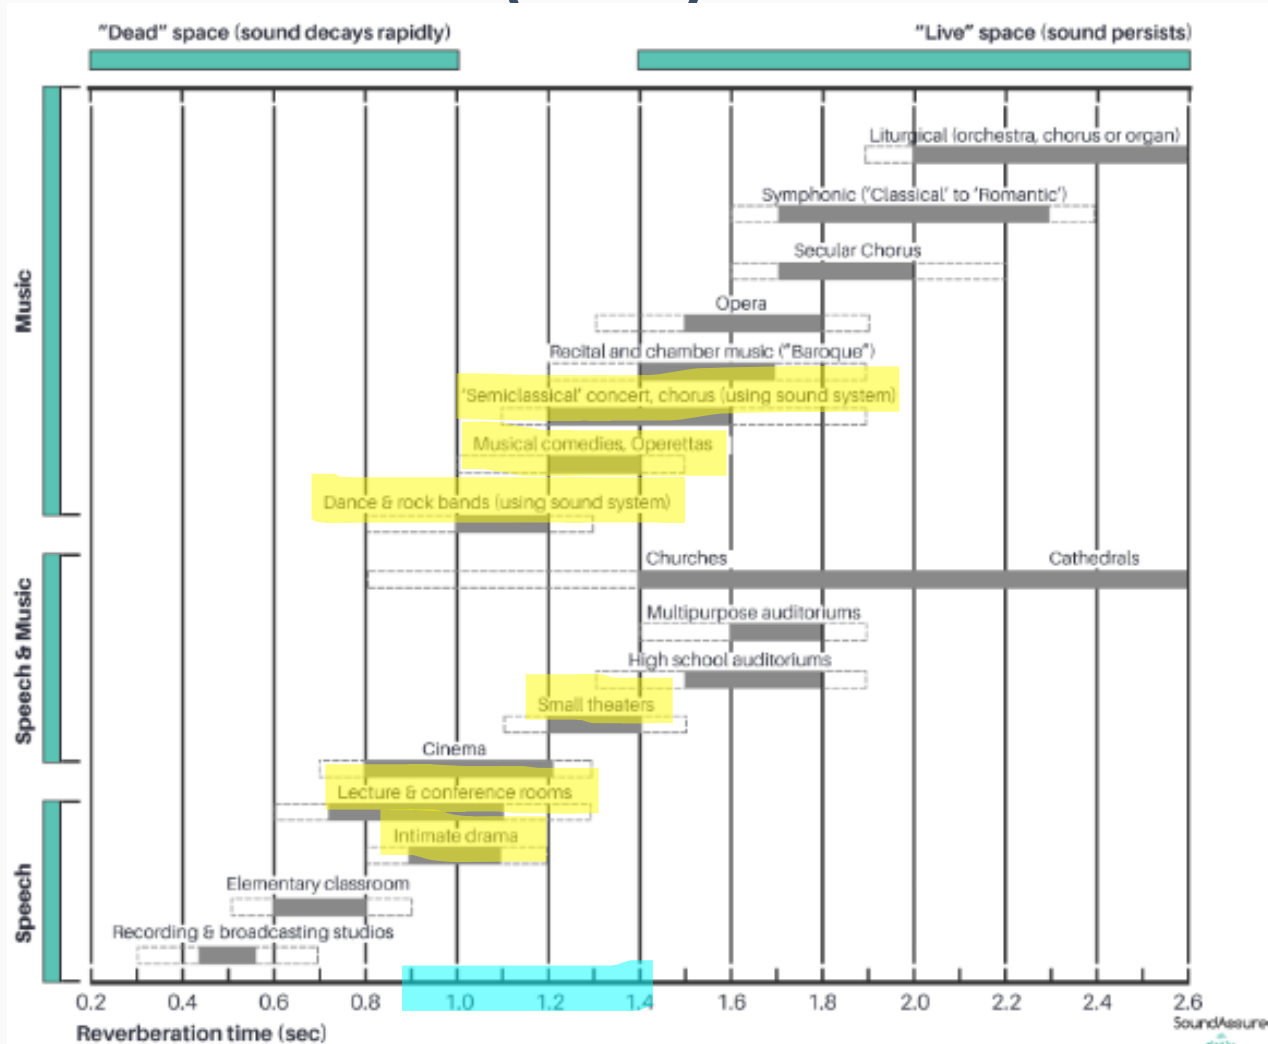 "Dead" space (sound decays rapidly)
"Live" space (sound persists)
Music
Liturgical (orchestra, chorus or organ)
Symphonic ('Classical' to 'Romantic')
Secular Chorus
Opera
Recital and chamber music ("Baroque")
'Semiclassical' concert, chorus (using sound system)
Musical comedies, Operettas
Dance & rock bands (using sound system)
Speech & Music
Churches
Cathedrals
Multipurpose auditoriums
High school auditoriums
Small theaters
Cinema
Speech
Lecture & conference rooms
Intimate drama
Elementary classroom
Recording & broadcasting studios
0.2 0.4 0.6 0.8 1.0 1.2 1.4 1.6 1.8 2.0 2.2 2.4 2.6
Reverberation time (sec)
SoundAssure